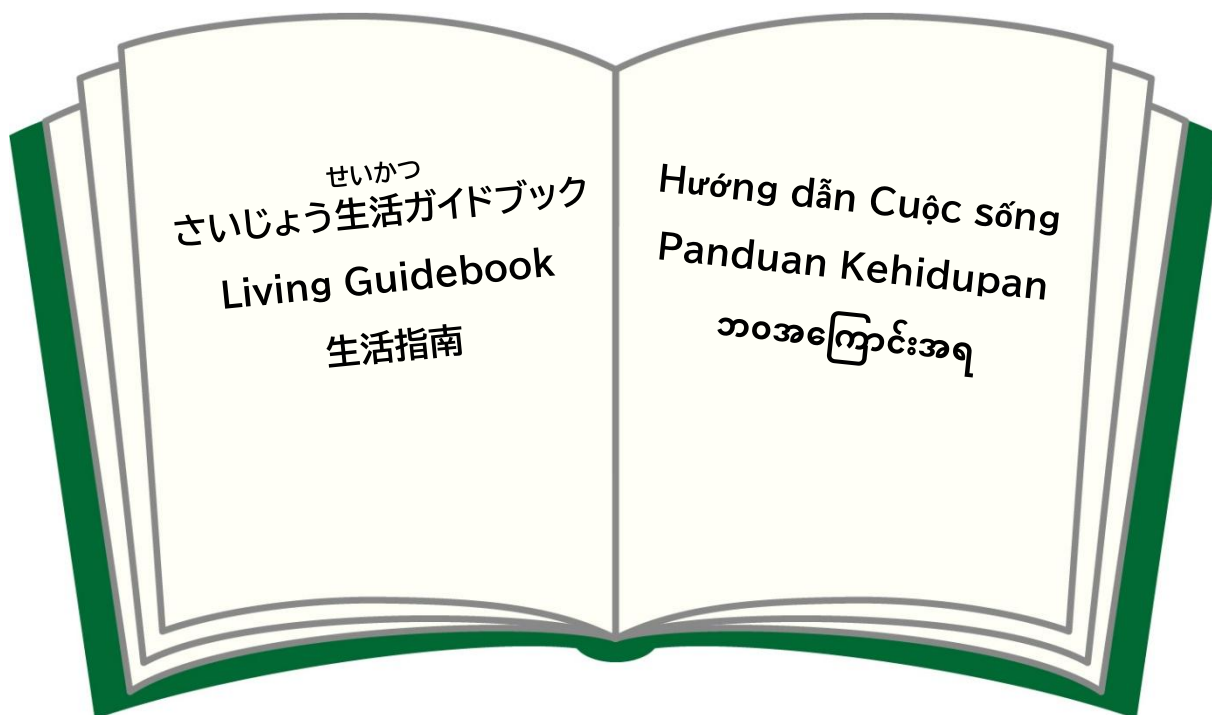 せいかつ
さいじょう生活ガイドブック
Living Guidebook
生活指南
Hướng dẫn Cuộc sống
Panduan Kehidupan
ဘဝအကြောင်းအရ